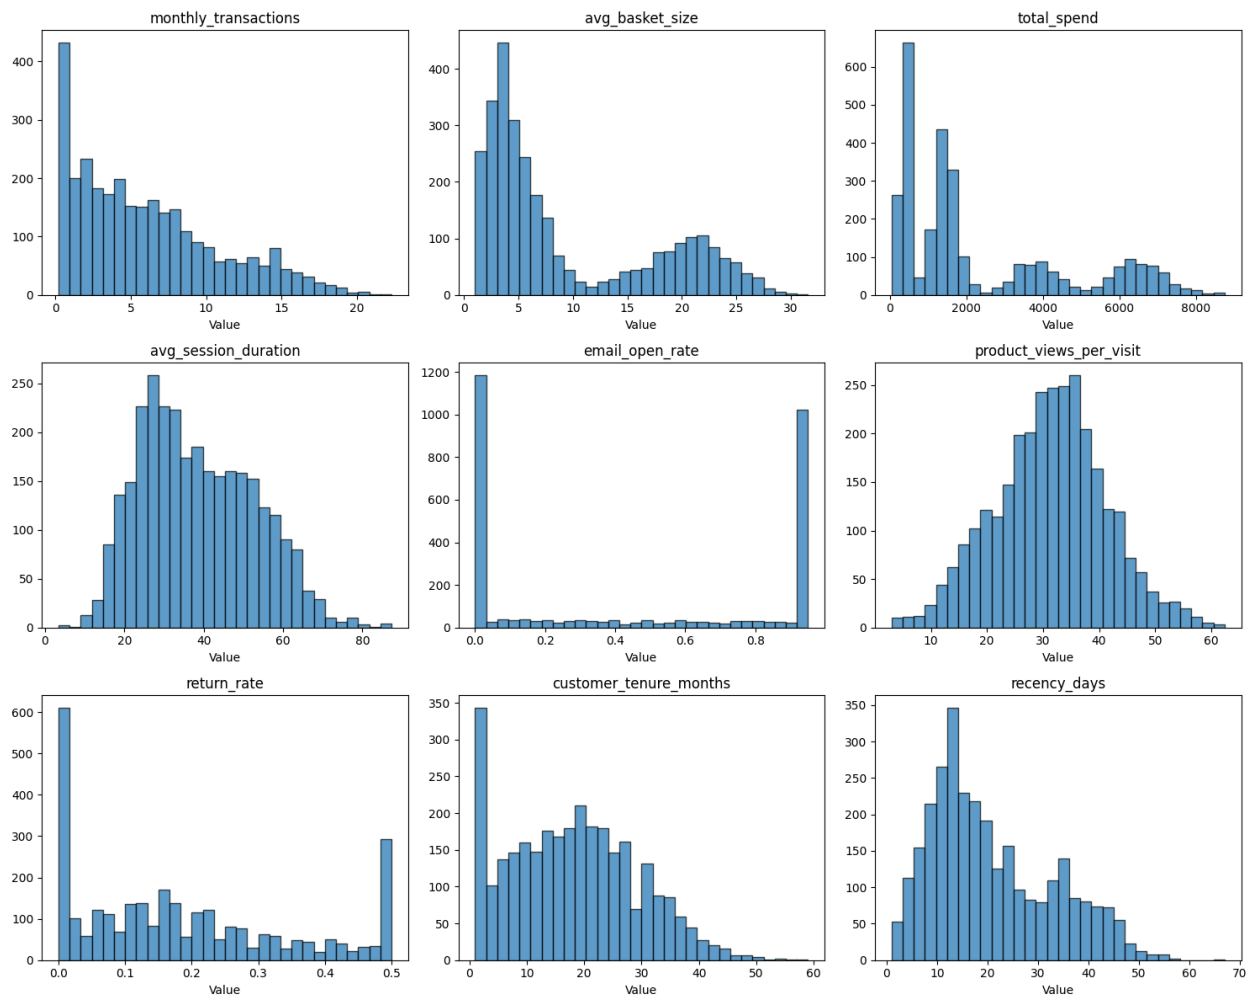 monthly_transactions
400
300
200
100
0
0 5 10 15 20
Value
avg_basket_size
400
300
200
100
0
0 5 10 15 20 25 30
Value
total_spend
600
500
400
300
200
100
0
0 2000 4000 6000 8000
Value
avg_session_duration
250
200
150
100
50
0
0 20 40 60 80
Value
email_open_rate
1200
1000
800
600
400
200
0
0.0 0.2 0.4 0.6 0.8
Value
product_views_per_visit
250
200
150
100
50
0
10 20 30 40 50 60
Value
return_rate
600
500
400
300
200
100
0
0.0 0.1 0.2 0.3 0.4 0.5
Value
customer_tenure_months
350
300
250
200
150
100
50
0
0 10 20 30 40 50 60
Value
recency_days
350
300
250
200
150
100
50
0
0 10 20 30 40 50 60 70
Value